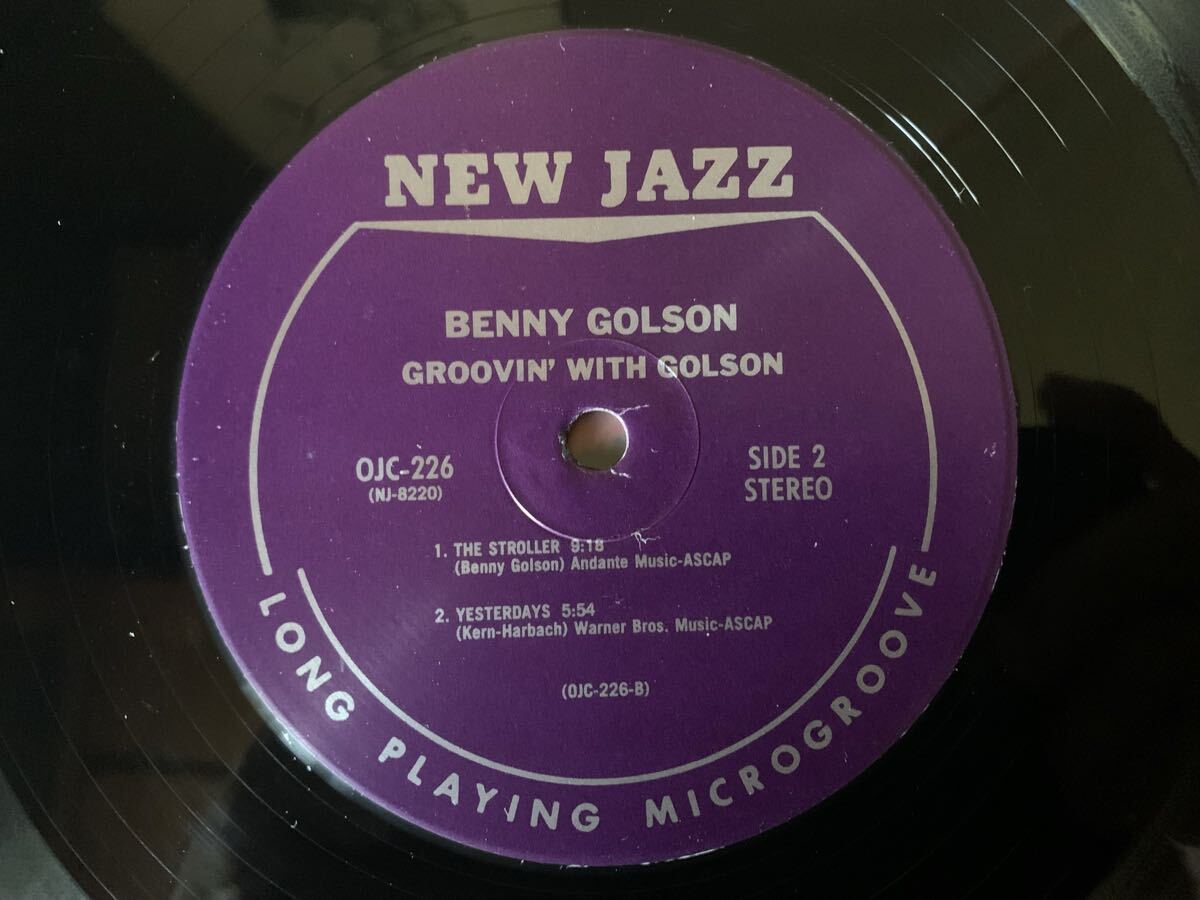 NEW JAZZ
BENNY GOLSON
GROOVIN' WITH GOLSON
OJC-226
(NJ-8220)
SIDE 2
STEREO
1. THE STROLLER 9:18
(Benny Golson) Andante Music-ASCAP
2. YESTERDAYS 5:54
(Kern-Harbach) Warner Bros. Music-ASCAP
(OJC-226-B)
LONG PLAYING MICROGROOVE